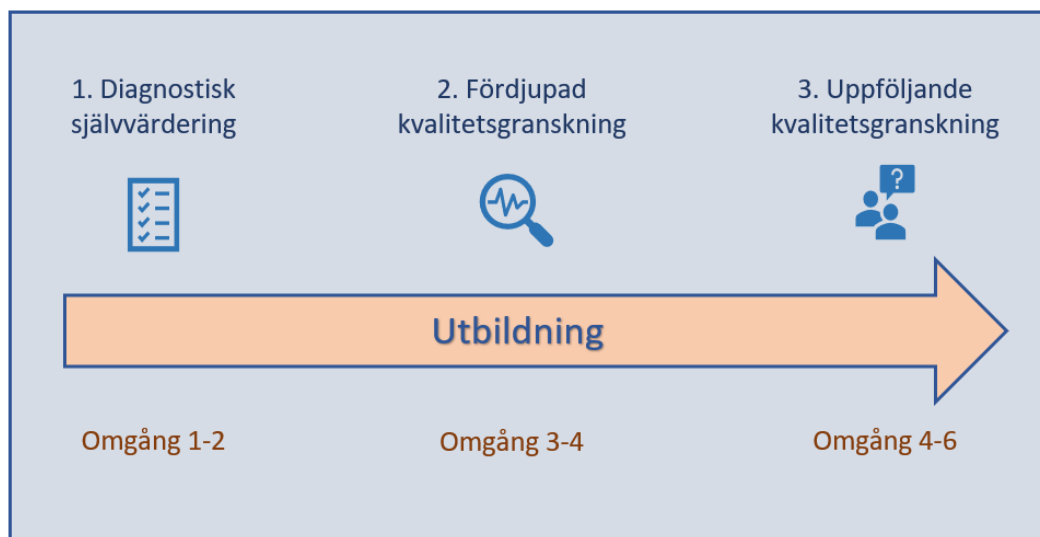 1. Diagnostisk
självvärdering
2. Fördjupad
kvalitetsgranskning
3. Uppföljande
kvalitetsgranskning
?
Utbildning
Omgång 1-2
Omgång 3-4
Omgång 4-6